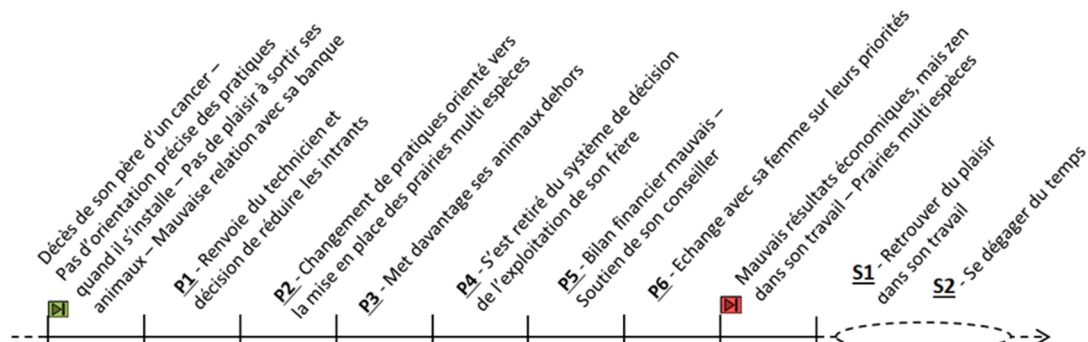 Décès de son père d'un cancer –
Pas d'orientation précise des pratiques
quand il s'installe – Pas de plaisir à sortir ses
animaux – Mauvaise relation avec sa banque
P1 - Renvoie du technicien et
décision de réduire les intrants
P2 - Changement de pratiques orienté vers
la mise en place des prairies multi espèces
P3 - Met davantage ses animaux dehors
P4 - S'est retiré du système de décision
de l'exploitation de son frère
P5 - Bilan financier mauvais –
Soutien de son conseiller
P6 - Echange avec sa femme sur leurs priorités
Mauvais résultats économiques, mais zen
dans son travail – Prairies multi espèces
S1 - Retrouver du plaisir
dans son travail
S2 - Se dégager du temps